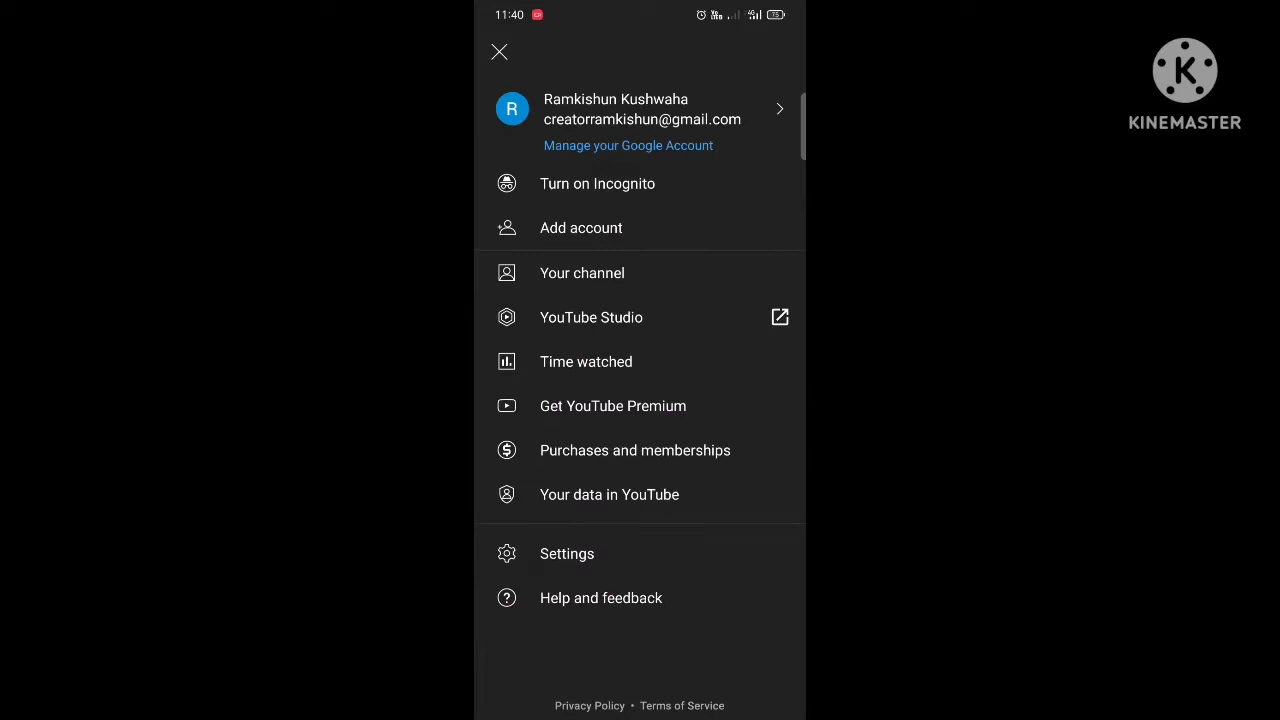 11:40
75
K
KINEMASTER
Ramkishun Kushwaha
R
creatorramkishun@gmail.com
Manage your Google Account
Turn on Incognito
Add account
Your channel
YouTube Studio
Time watched
Get YouTube Premium
Purchases and memberships
Your data in YouTube
Settings
Help and feedback
Privacy Policy • Terms of Service